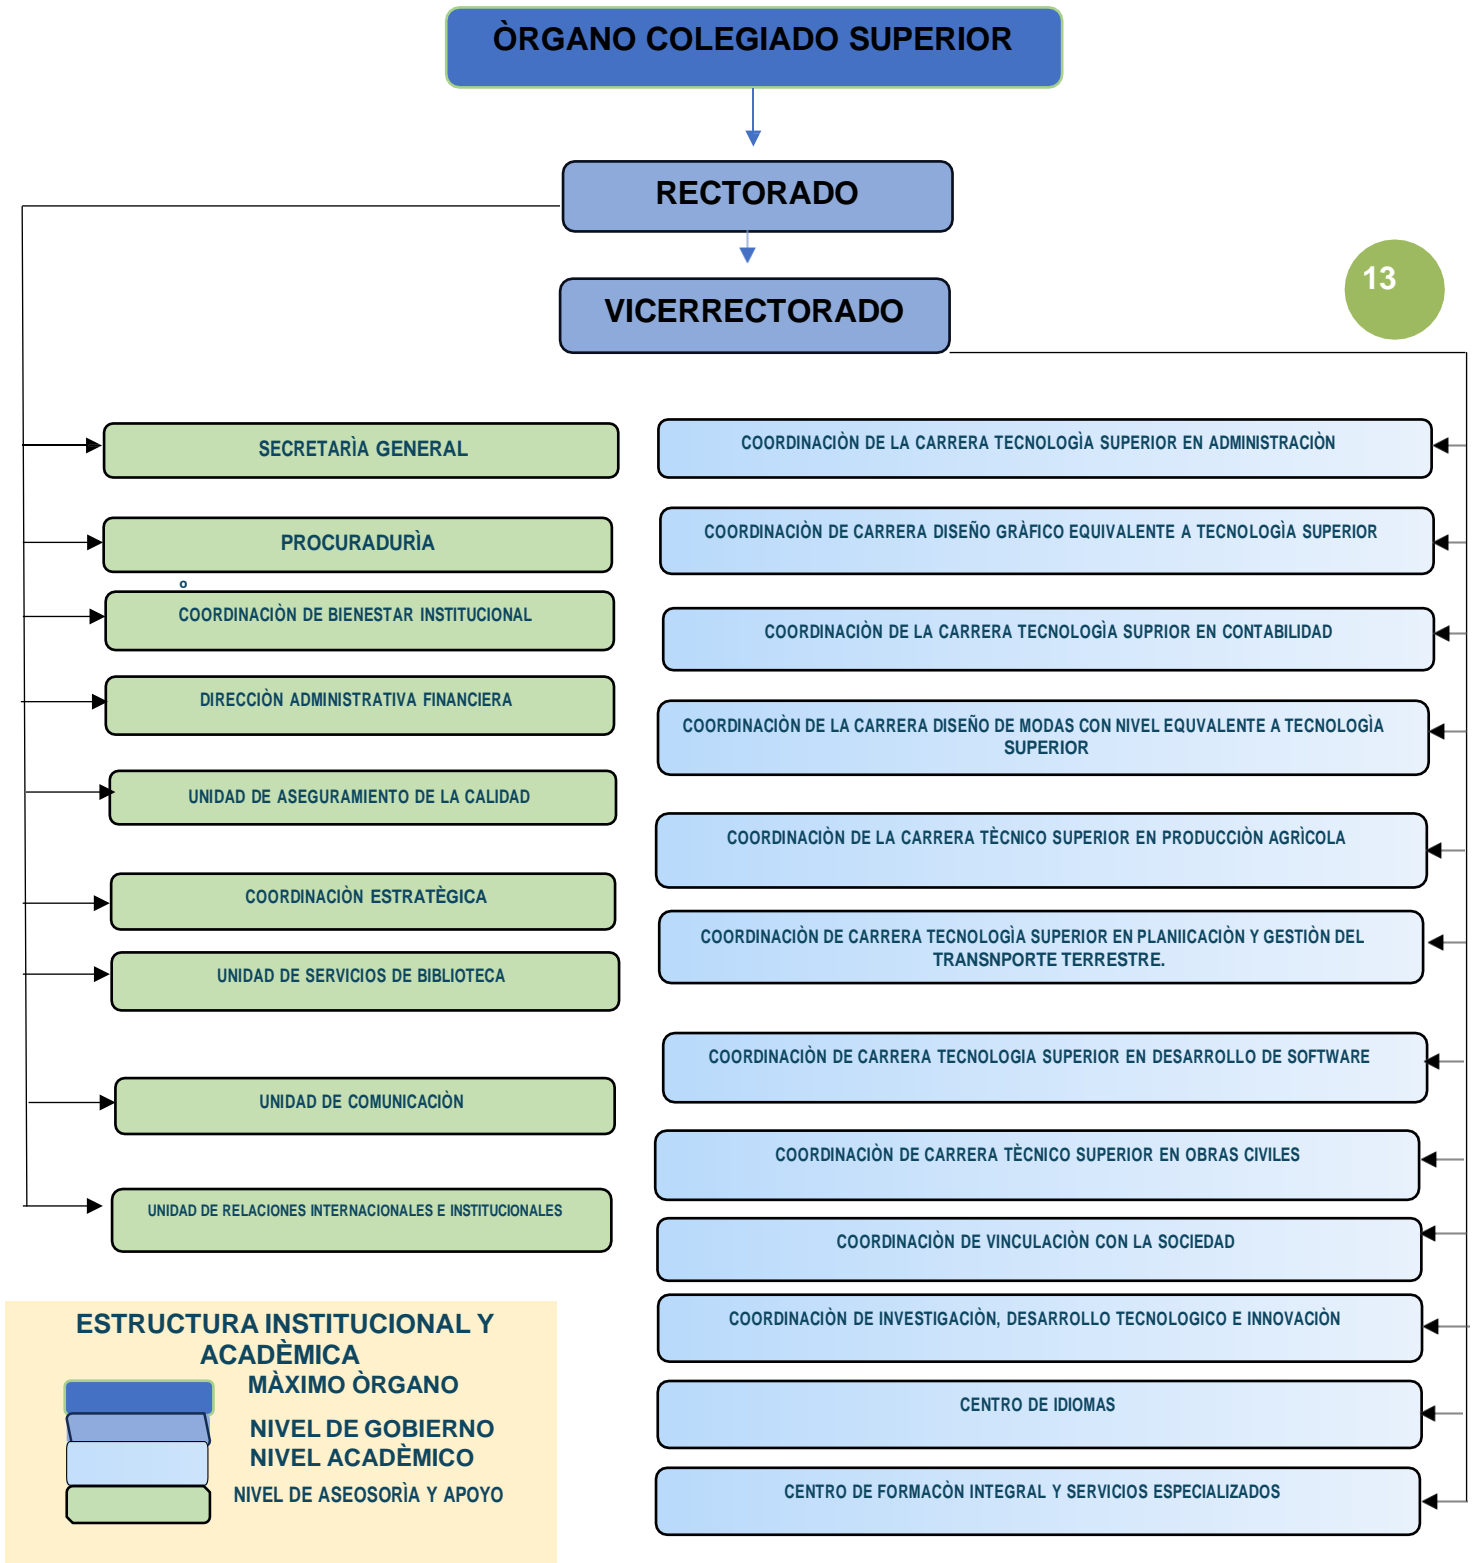 ÒRGANO COLEGIADO SUPERIOR
RECTORADO
VICERRECTORADO
13
SECRETARÌA GENERAL
PROCURADURÌA
o
COORDINACIÒN DE BIENESTAR INSTITUCIONAL
DIRECCIÒN ADMINISTRATIVA FINANCIERA
UNIDAD DE ASEGURAMIENTO DE LA CALIDAD
COORDINACIÒN ESTRATÈGICA
UNIDAD DE SERVICIOS DE BIBLIOTECA
UNIDAD DE COMUNICACIÒN
UNIDAD DE RELACIONES INTERNACIONALES E INSTITUCIONALES
COORDINACIÒN DE LA CARRERA TECNOLOGÌA SUPERIOR EN ADMINISTRACIÒN
COORDINACIÒN DE CARRERA DISEÑO GRÀFICO EQUIVALENTE A TECNOLOGÌA SUPERIOR
COORDINACIÒN DE LA CARRERA TECNOLOGÌA SUPRIOR EN CONTABILIDAD
COORDINACIÒN DE LA CARRERA DISEÑO DE MODAS CON NIVEL EQUVALENTE A TECNOLOGÌA
SUPERIOR
COORDINACIÒN DE LA CARRERA TÈCNICO SUPERIOR EN PRODUCCIÒN AGRÌCOLA
COORDINACIÒN DE CARRERA TECNOLOGÌA SUPERIOR EN PLANIICACIÒN Y GESTIÒN DEL
TRANSNPORTE TERRESTRE.
COORDINACIÒN DE CARRERA TECNOLOGIA SUPERIOR EN DESARROLLO DE SOFTWARE
COORDINACIÒN DE CARRERA TÈCNICO SUPERIOR EN OBRAS CIVILES
COORDINACIÒN DE VINCULACIÒN CON LA SOCIEDAD
COORDINACIÒN DE INVESTIGACIÒN, DESARROLLO TECNOLOGICO E INNOVACIÒN
CENTRO DE IDIOMAS
CENTRO DE FORMACÒN INTEGRAL Y SERVICIOS ESPECIALIZADOS
ESTRUCTURA INSTITUCIONAL Y
ACADÈMICA
MÀXIMO ÒRGANO
NIVEL DE GOBIERNO
NIVEL ACADÈMICO
NIVEL DE ASEOSORÌA Y APOYO